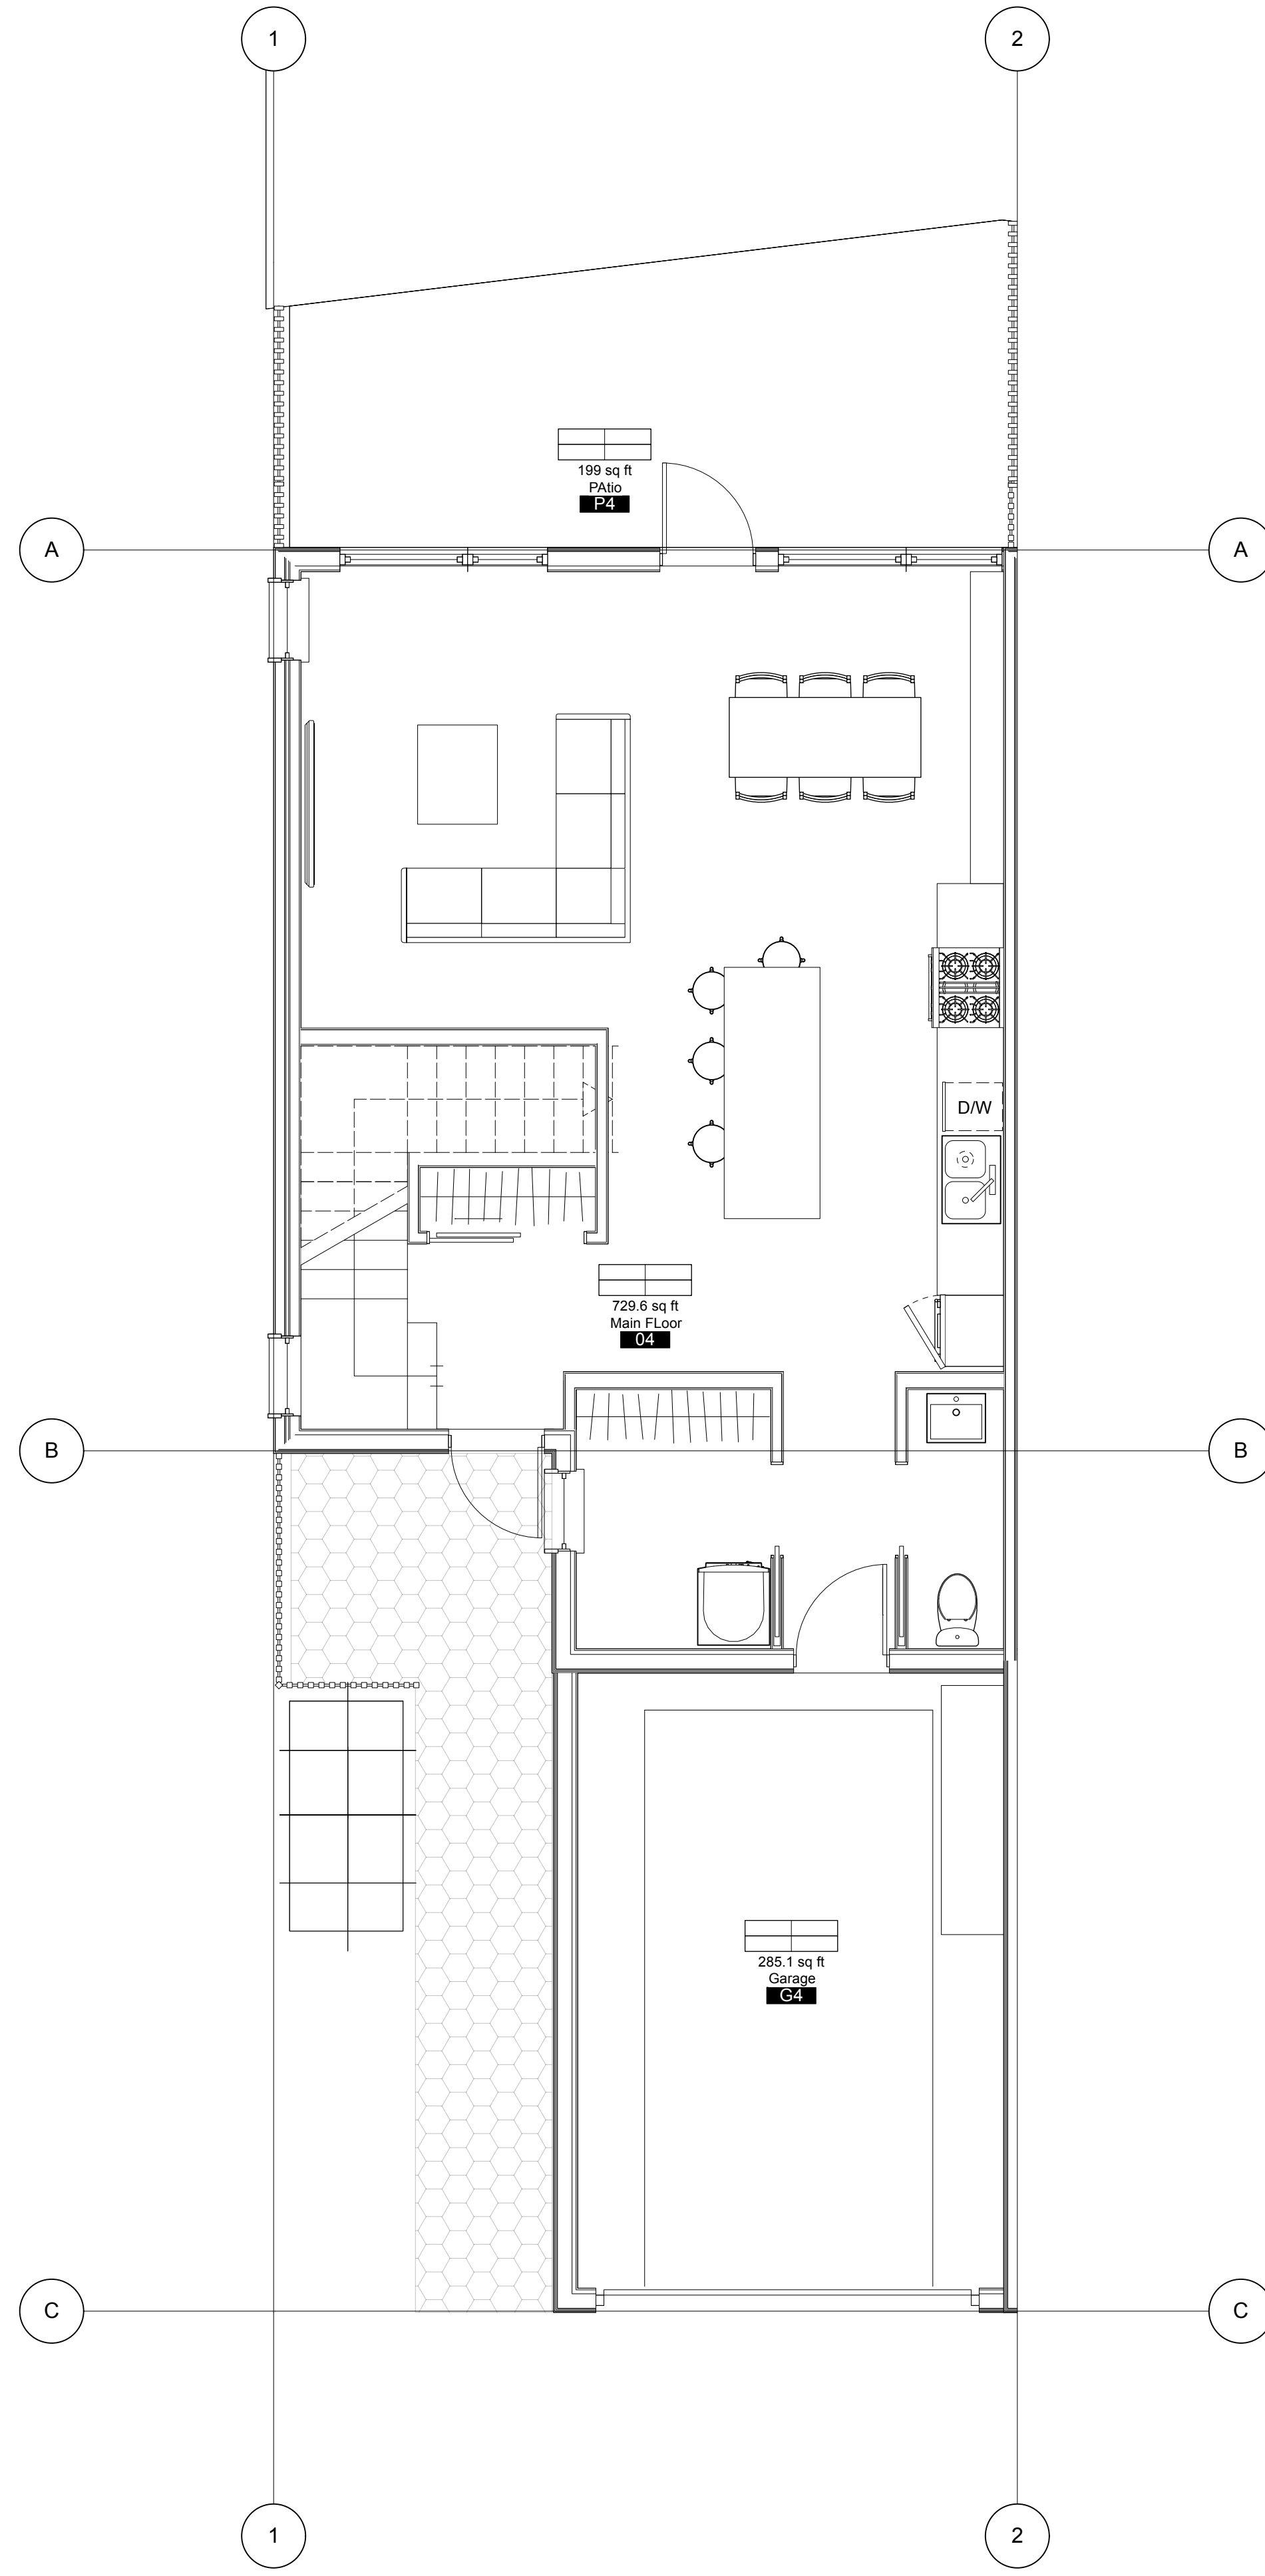 1
2
199 sq ft
PAtio
P4
A
A
D/W
729.6 sq ft
Main FLoor
04
B
B
285.1 sq ft
Garage
G4
C
C
1
2